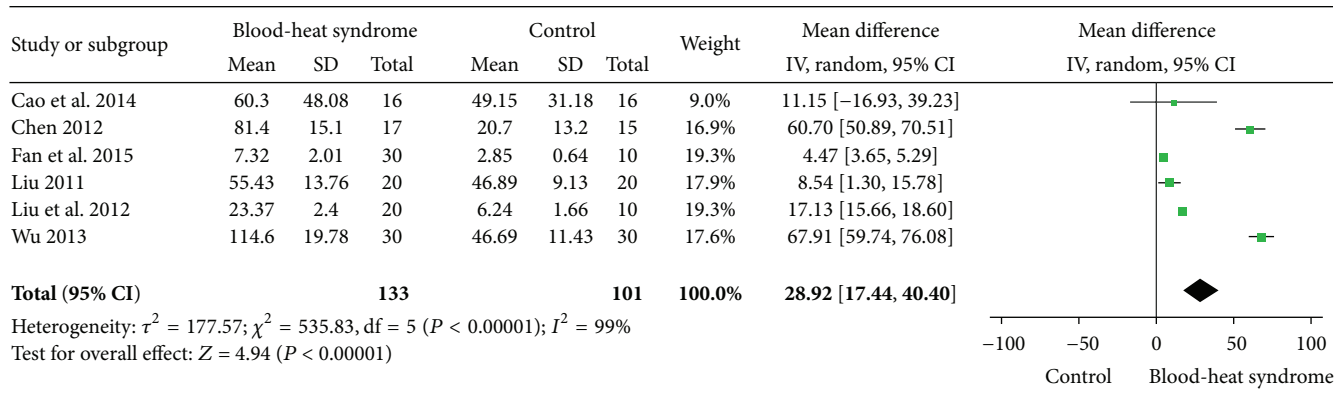 Study or subgroup Blood-heat syndrome Control Weight Mean difference Mean difference
Mean SD Total Mean SD Total IV, random, 95% CI IV, random, 95% CI
Cao et al. 2014 60.3 48.08 16 49.15 31.18 16 9.0% 11.15 [−16.93, 39.23]
Chen 2012 81.4 15.1 17 20.7 13.2 15 16.9% 60.70 [50.89, 70.51]
Fan et al. 2015 7.32 2.01 30 2.85 0.64 10 19.3% 4.47 [3.65, 5.29]
Liu 2011 55.43 13.76 20 46.89 9.13 20 17.9% 8.54 [1.30, 15.78]
Liu et al. 2012 23.37 2.4 20 6.24 1.66 10 19.3% 17.13 [15.66, 18.60]
Wu 2013 114.6 19.78 30 46.69 11.43 30 17.6% 67.91 [59.74, 76.08]
Total (95% CI) 133 101 100.0% 28.92 [17.44, 40.40]
Heterogeneity: τ² = 177.57; χ² = 535.83, df = 5 (P < 0.00001); I² = 99%
Test for overall effect: Z = 4.94 (P < 0.00001)
−100 −50 0 50 100
Control Blood-heat syndrome